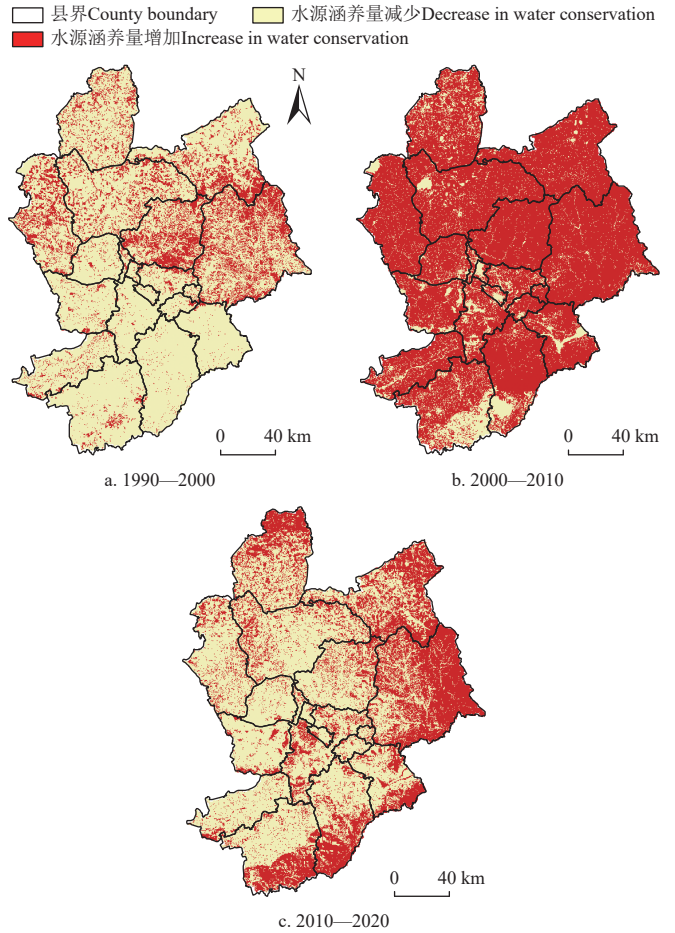 县界County boundary
水源涵养量减少Decrease in water conservation
水源涵养量增加Increase in water conservation
N
0 40 km
a. 1990—2000
0 40 km
b. 2000—2010
0 40 km
c. 2010—2020